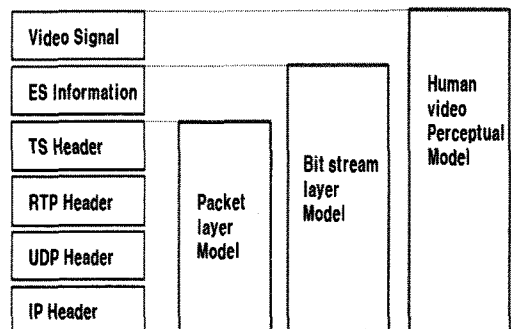 Video Signal
ES Information
TS Header
RTP Header
UDP Header
IP Header
Packet
layer
Model
Bit stream
layer
Model
Human
video
Perceptual
Model